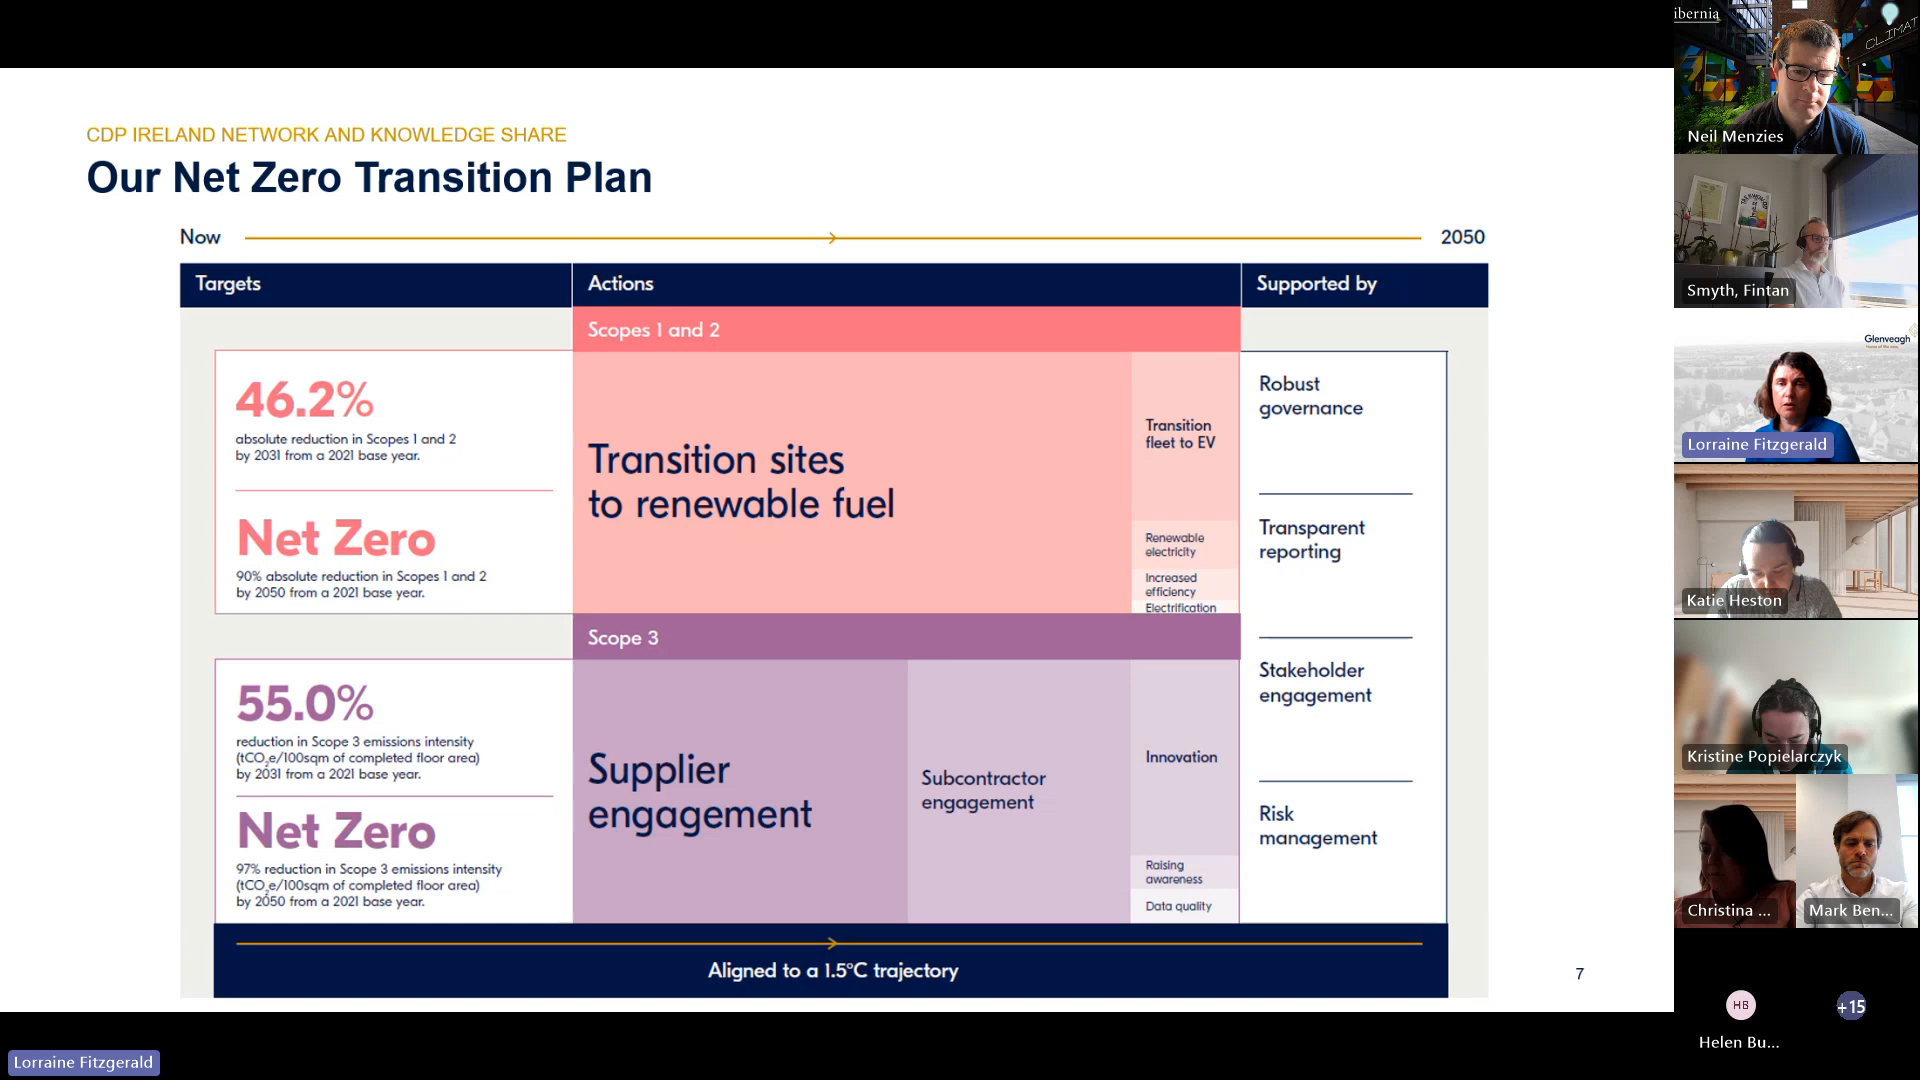 CDP IRELAND NETWORK AND KNOWLEDGE SHARE
Our Net Zero Transition Plan
Now
2050
Targets
Actions
Supported by
Scopes 1 and 2
46.2%
absolute reduction in Scopes 1 and 2
by 2031 from a 2021 base year.
Net Zero
90% absolute reduction in Scopes 1 and 2
by 2050 from a 2021 base year.
Transition sites
to renewable fuel
Transition
fleet to EV
Renewable
electricity
Increased
efficiency
Electrification
Scope 3
55.0%
reduction in Scope 3 emissions intensity
(tCO₂e/100sqm of completed floor area)
by 2031 from a 2021 base year.
Net Zero
97% reduction in Scope 3 emissions intensity
(tCO₂e/100sqm of completed floor area)
by 2050 from a 2021 base year.
Supplier
engagement
Subcontractor
engagement
Innovation
Raising
awareness
Data quality
Robust
governance
Transparent
reporting
Stakeholder
engagement
Risk
management
Aligned to a 1.5°C trajectory
7
Lorraine Fitzgerald
ibernia
CLIMAT
Neil Menzies
Smyth, Fintan
Glenveagh
Lorraine Fitzgerald
Katie Heston
Kristine Popielarczyk
Christina ...
Mark Ben...
HB
+15
Helen Bu...